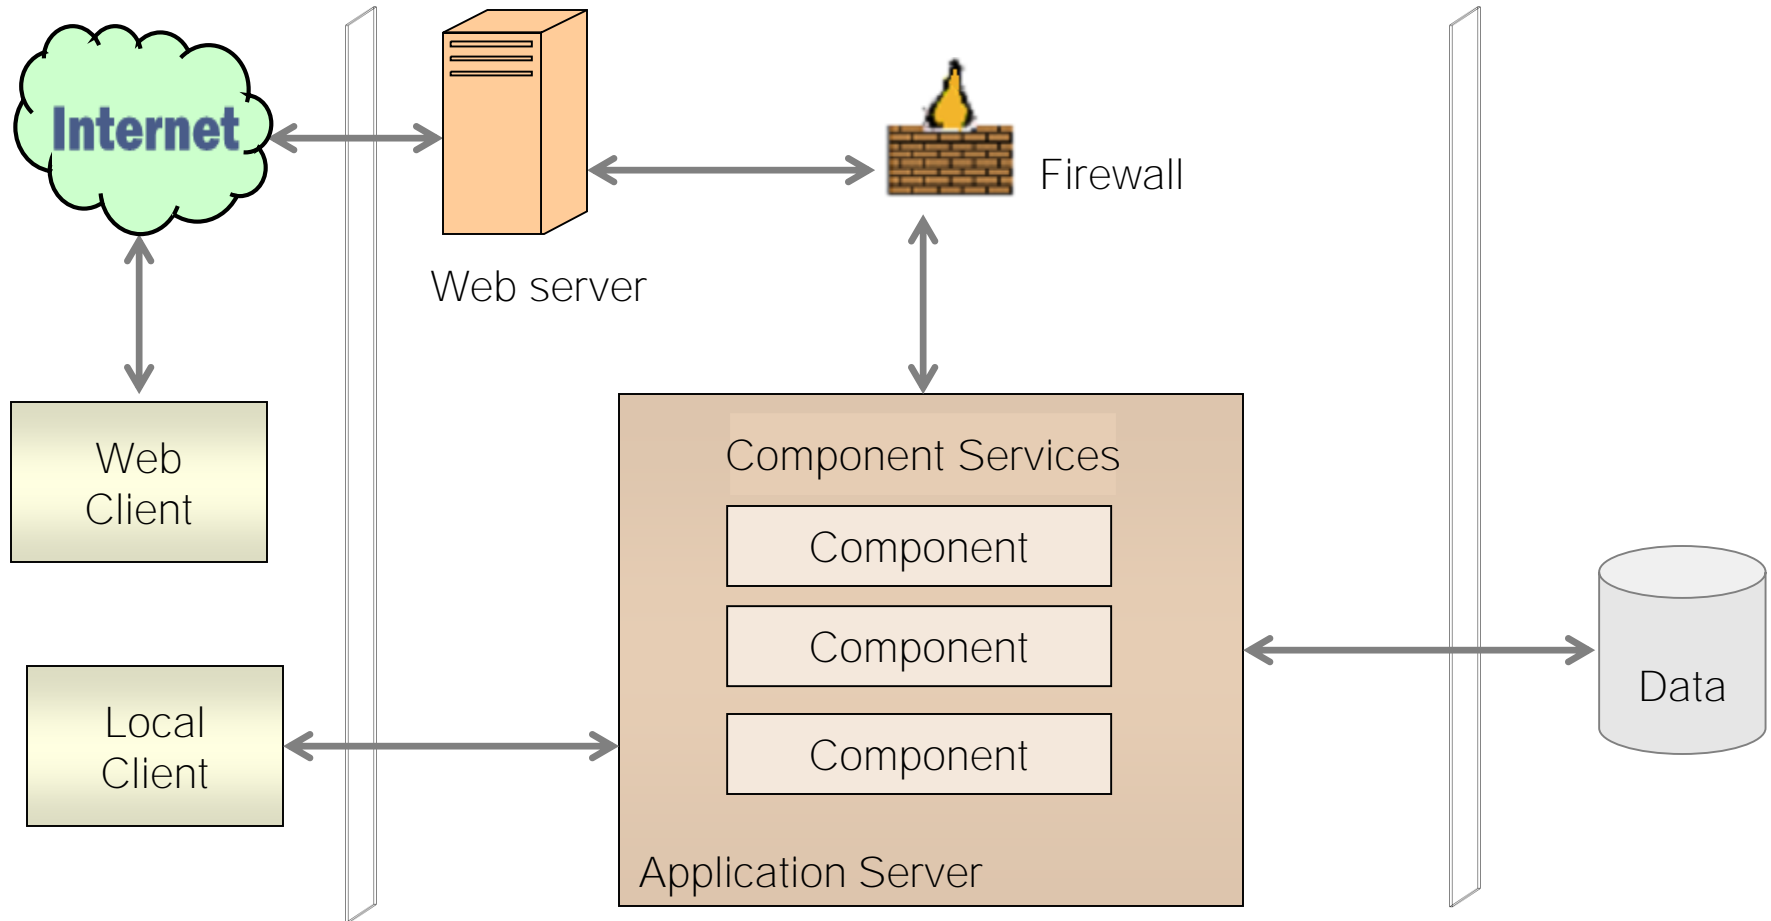 Internet
Firewall
Web server
Web
Client
Component Services
Component
Component
Component
Local
Client
Data
Application Server